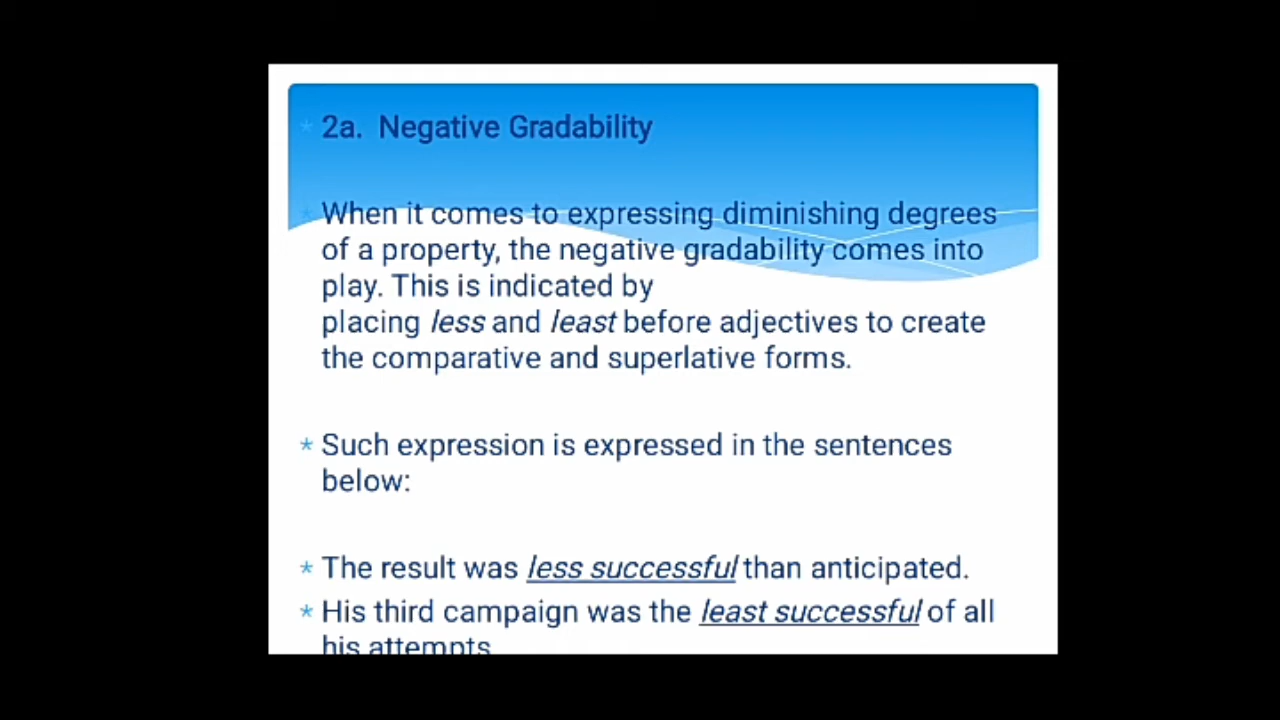 * 2a. Negative Gradability
* When it comes to expressing diminishing degrees
of a property, the negative gradability comes into
play. This is indicated by
placing less and least before adjectives to create
the comparative and superlative forms.
* Such expression is expressed in the sentences
below:
* The result was less successful than anticipated.
* His third campaign was the least successful of all
his attempts